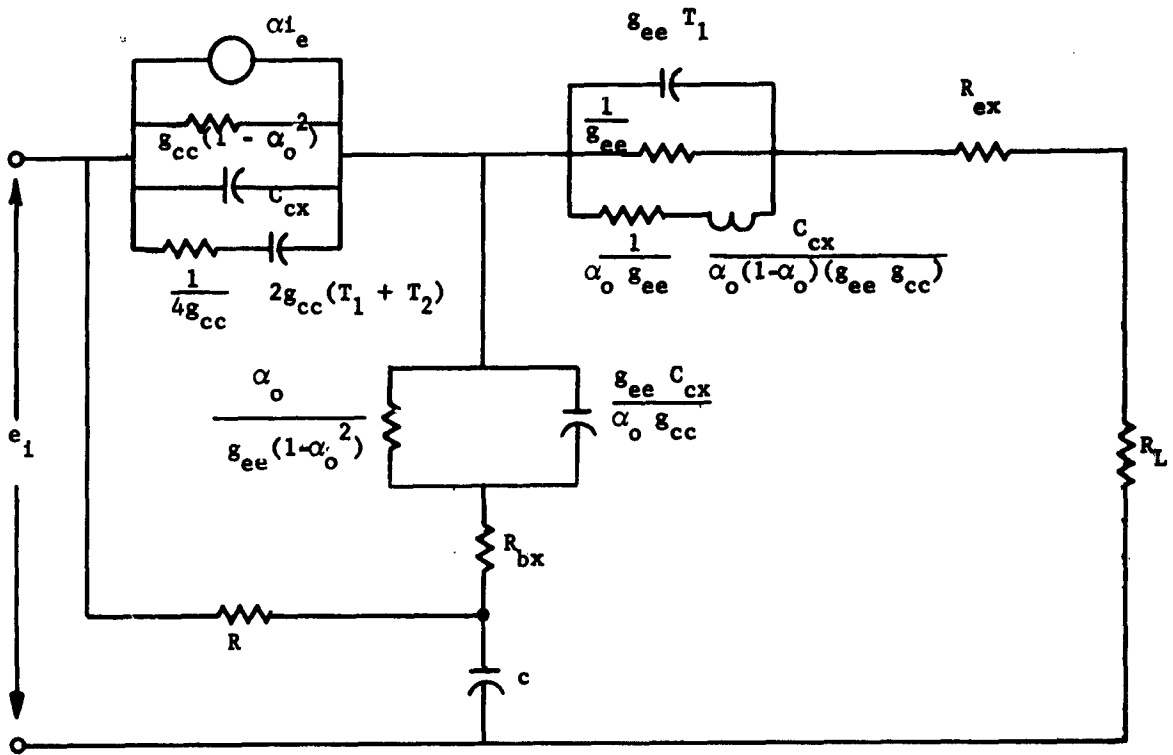 αi_e
g_cc(1 - α_o^2)
C_cx
1/4g_cc
2g_cc(T_1 + T_2)
g_ee T_1
1/g_ee
1/α_o g_ee
C_cx/α_o(1-α_o)(g_ee g_cc)
R_ex
α_o/g_ee(1-α_o^2)
g_ee C_cx/α_o g_cc
e_i
R_L
R_bx
R
c